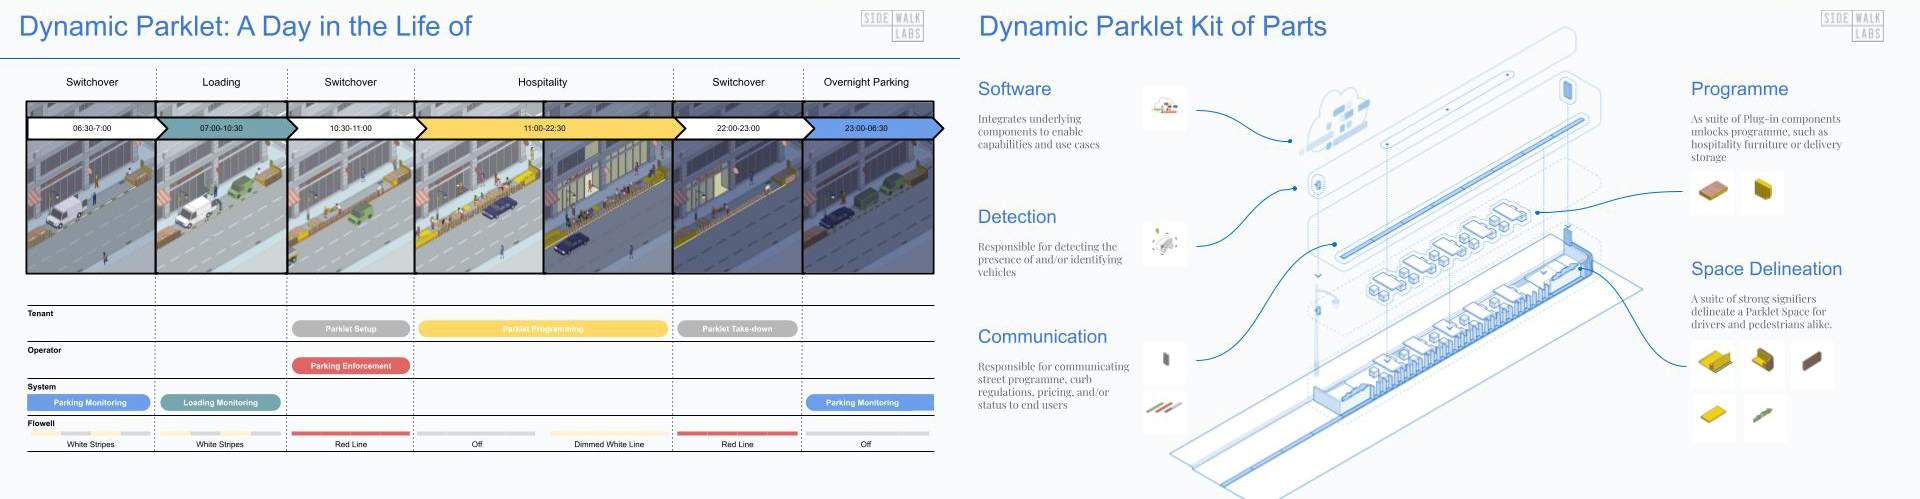 Dynamic Parklet: A Day in the Life of
SIDE WALK
LABS
Switchover
Loading
Switchover
Hospitality
Switchover
Overnight Parking
06:30-7:00
07:00-10:30
10:30-11:00
11:00-22:30
22:00-23:00
23:00-06:30
Tenant
Parklet Setup
Parklet Programming
Parklet Take-down
Operator
Parking Enforcement
System
Parking Monitoring
Loading Monitoring
Parking Monitoring
Flowell
White Stripes
White Stripes
Red Line
Off
Dimmed White Line
Red Line
Off
Dynamic Parklet Kit of Parts
SIDE WALK
LABS
Software
Integrates underlying
components to enable
capabilities and use cases
Detection
Responsible for detecting the
presence of and/or identifying
vehicles
Communication
Responsible for communicating
street programme, curb
regulations, pricing, and/or
status to end users
Programme
As suite of Plug-in components
unlocks programme, such as
hospitality furniture or delivery
storage
Space Delineation
A suite of strong signifiers
delineate a Parklet Space for
drivers and pedestrians alike.